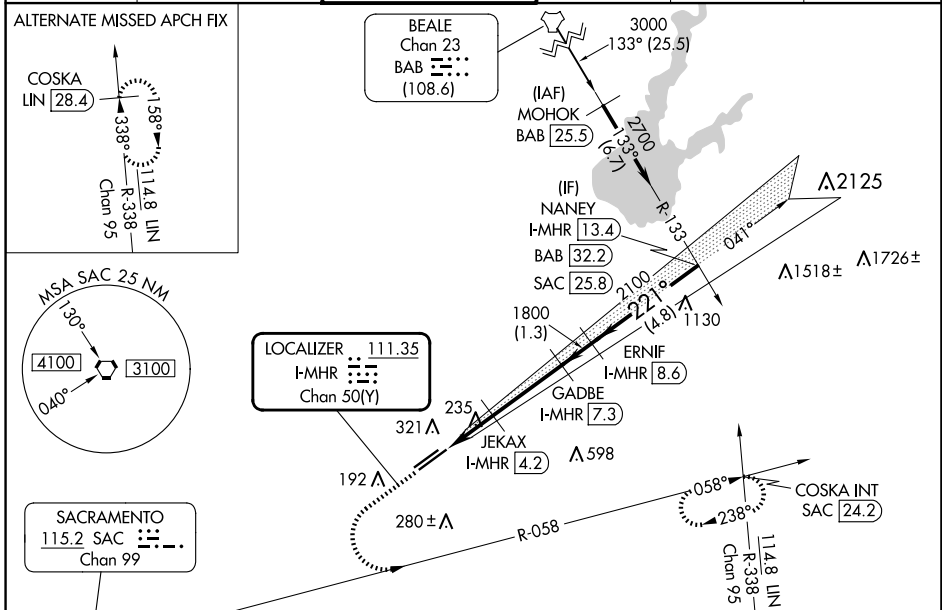 ALTERNATE MISSED APCH FIX
COSKA
LIN 28.4
158°
338°
R-338
Chan 95
114.8 LIN
BEALE
Chan 23
BAB
(108.6)
3000
133° (25.5)
(IAF)
MOHOK
BAB 25.5
2700
133°
(6.7)
R-133
(IF)
NANEY
I-MHR 13.4
BAB 32.2
SAC 25.8
041°
2125
1518±
1726±
2100
221°
(4.8)
1130
1800
(1.3)
ERNIF
I-MHR 8.6
GADBE
I-MHR 7.3
JEKAX
I-MHR 4.2
598
MSA SAC 25 NM
130°
4100
3100
040°
LOCALIZER 111.35
I-MHR
Chan 50(Y)
235
321
192
280±
SACRAMENTO
115.2 SAC
Chan 99
R-058
058°
238°
COSKA INT
SAC 24.2
R-338
Chan 95
114.8 LIN